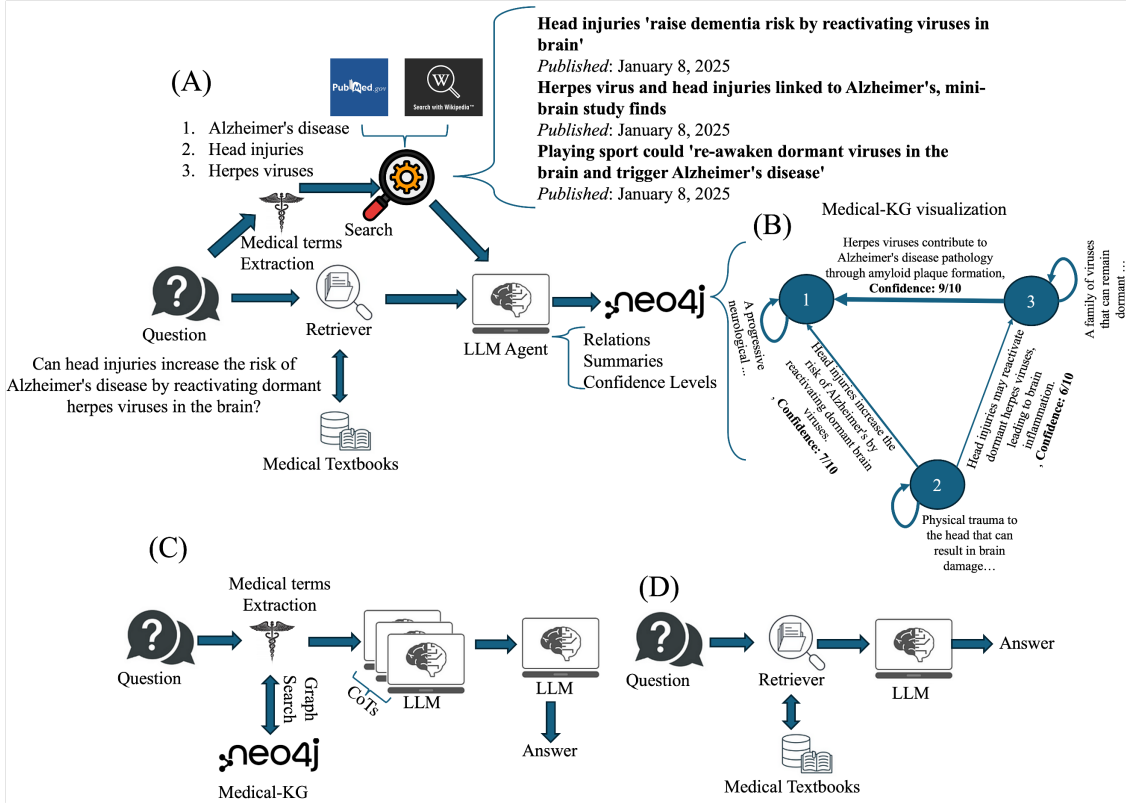 (A)
PubMed.gov
W
Search with Wikipedia™
1. Alzheimer's disease
2. Head injuries
3. Herpes viruses
Search
Medical terms
Extraction
Question
Retriever
LLM Agent
neo4j
Relations
Summaries
Confidence Levels
Can head injuries increase the risk of
Alzheimer's disease by reactivating dormant
herpes viruses in the brain?
Medical Textbooks
Head injuries 'raise dementia risk by reactivating viruses in
brain'
Published: January 8, 2025
Herpes virus and head injuries linked to Alzheimer's, mini-
brain study finds
Published: January 8, 2025
Playing sport could 're-awaken dormant viruses in the
brain and trigger Alzheimer's disease'
Published: January 8, 2025
(B)
Medical-KG visualization
Herpes viruses contribute to
Alzheimer's disease pathology
through amyloid plaque formation,
Confidence: 9/10
1
3
2
A progressive
neurological ...
A family of viruses
that can remain
dormant ...
Head injuries increase the
risk of Alzheimer's by
reactivating dormant brain
viruses.
, Confidence: 7/10
Head injuries may reactivate
dormant herpes viruses,
leading to brain
inflammation.
, Confidence: 6/10
Physical trauma to
the head that can
result in brain
damage…
(C)
Question
Medical terms
Extraction
Graph
Search
neo4j
Medical-KG
CoTs
LLM
LLM
Answer
(D)
Question
Retriever
LLM
Answer
Medical Textbooks